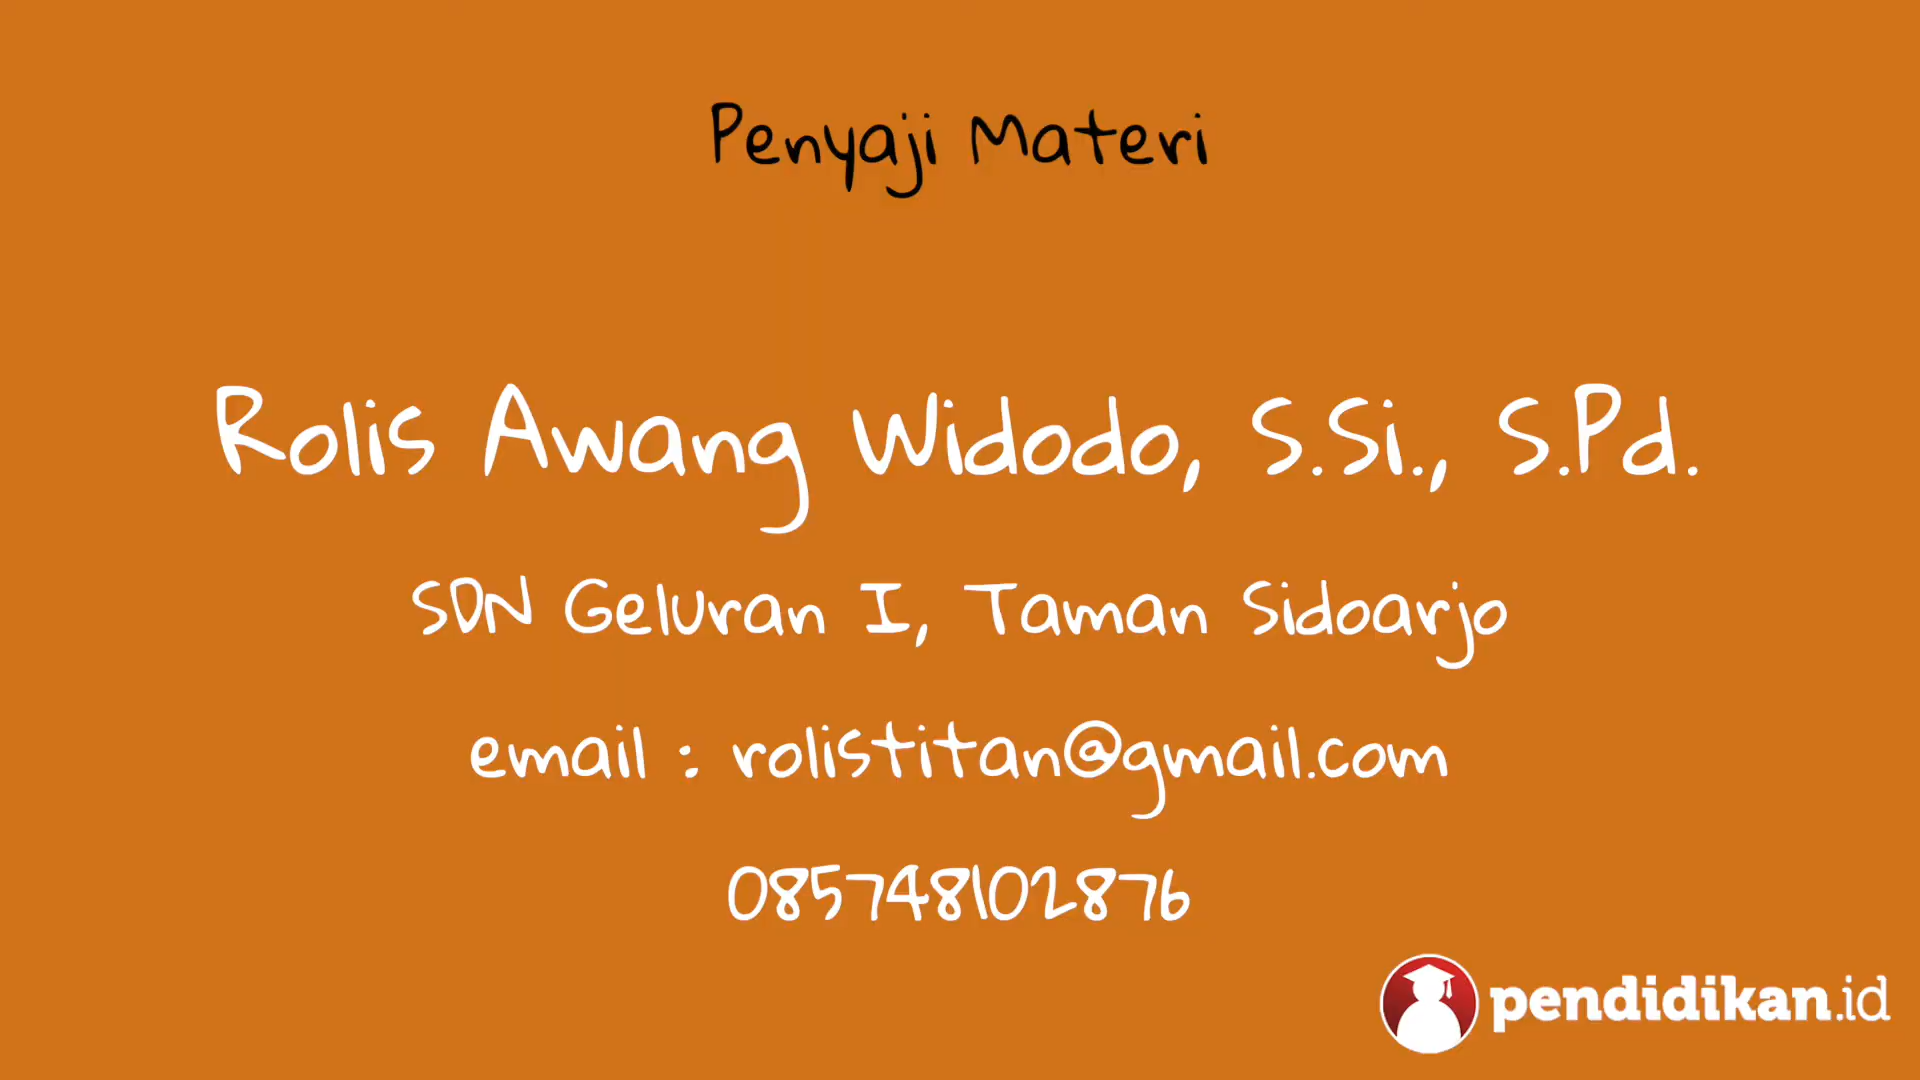 Penyaji Materi
Rolis Awang Widodo, S.Si., S.Pd.
SDN Geluran I, Taman Sidoarjo
email : rolistitan@gmail.com
085748102876
pendidikan.id